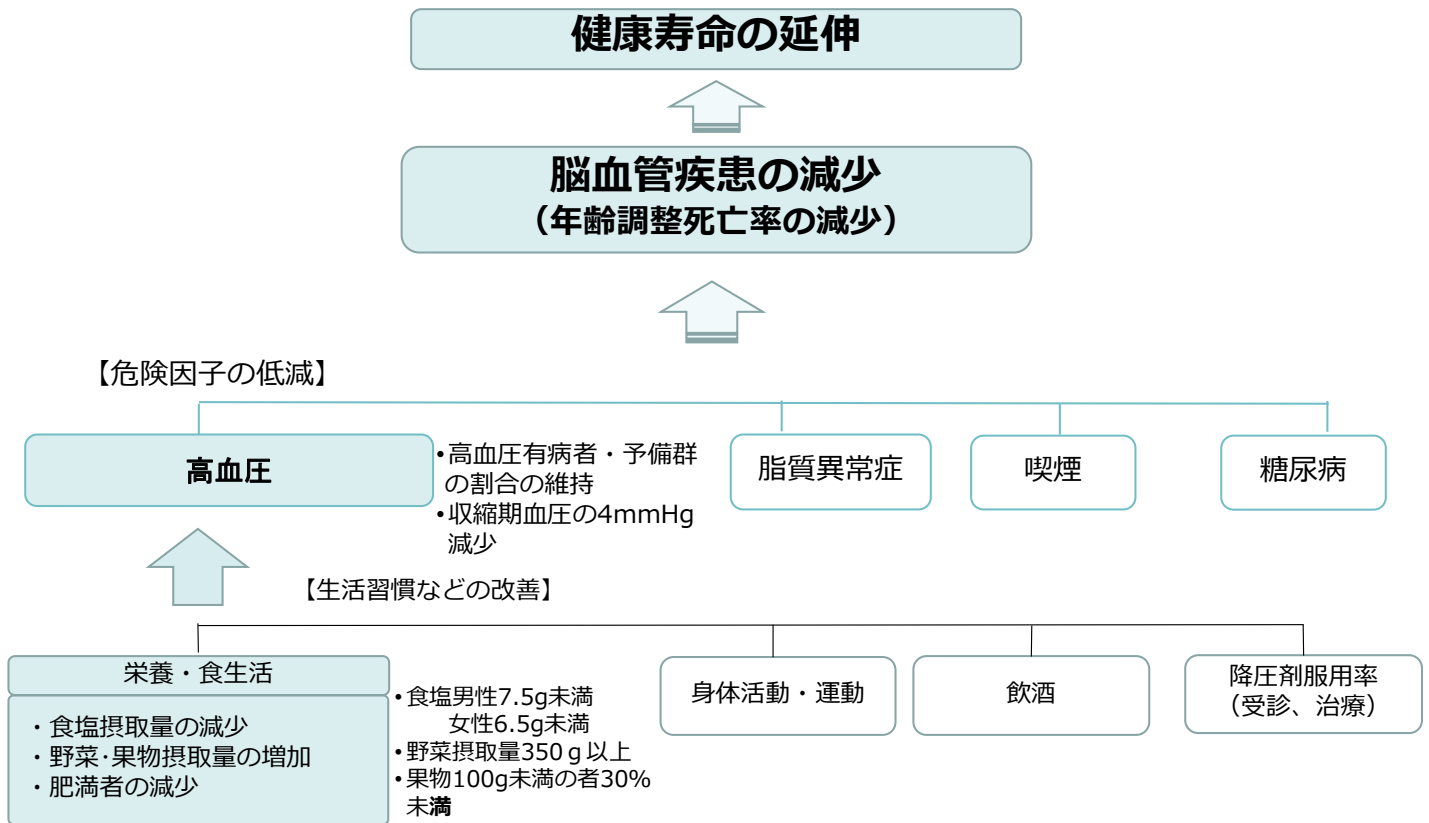 健康寿命の延伸
脳血管疾患の減少
（年齢調整死亡率の減少）
【危険因子の低減】
高血圧
•高血圧有病者・予備群
の割合の維持
•収縮期血圧の4mmHg
減少
脂質異常症
喫煙
糖尿病
【生活習慣などの改善】
栄養・食生活
・食塩摂取量の減少
・野菜･果物摂取量の増加
・肥満者の減少
•食塩男性7.5g未満
女性6.5g未満
•野菜摂取量350ｇ以上
•果物100g未満の者30%
未満
身体活動・運動
飲酒
降圧剤服用率
（受診、治療）